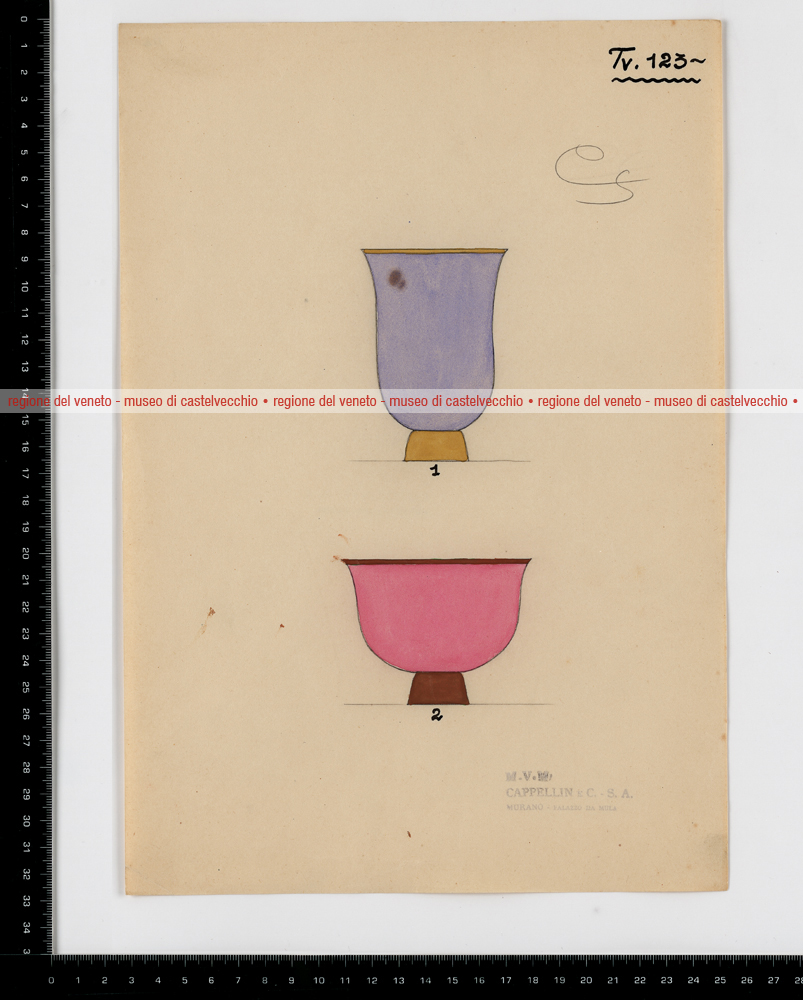 Tv. 123~
regione del veneto - museo di castelvecchio • regione del veneto - museo di castelvecchio • regione del veneto - museo di castelvecchio •
1
2
CAPPELLIN E C. - S. A.
MURANO -
0 1 2 3 4 5 6 7 8 9 10 11 12 13 15 16 17 18 19 20 21 22 23 24 25 26 27 28 29 30 31 32 33 34 3
0 1 2 3 4 5 6 7 8 9 10 11 12 13 14 15 16 17 18 19 20 21 22 23 24 25 26 27 28